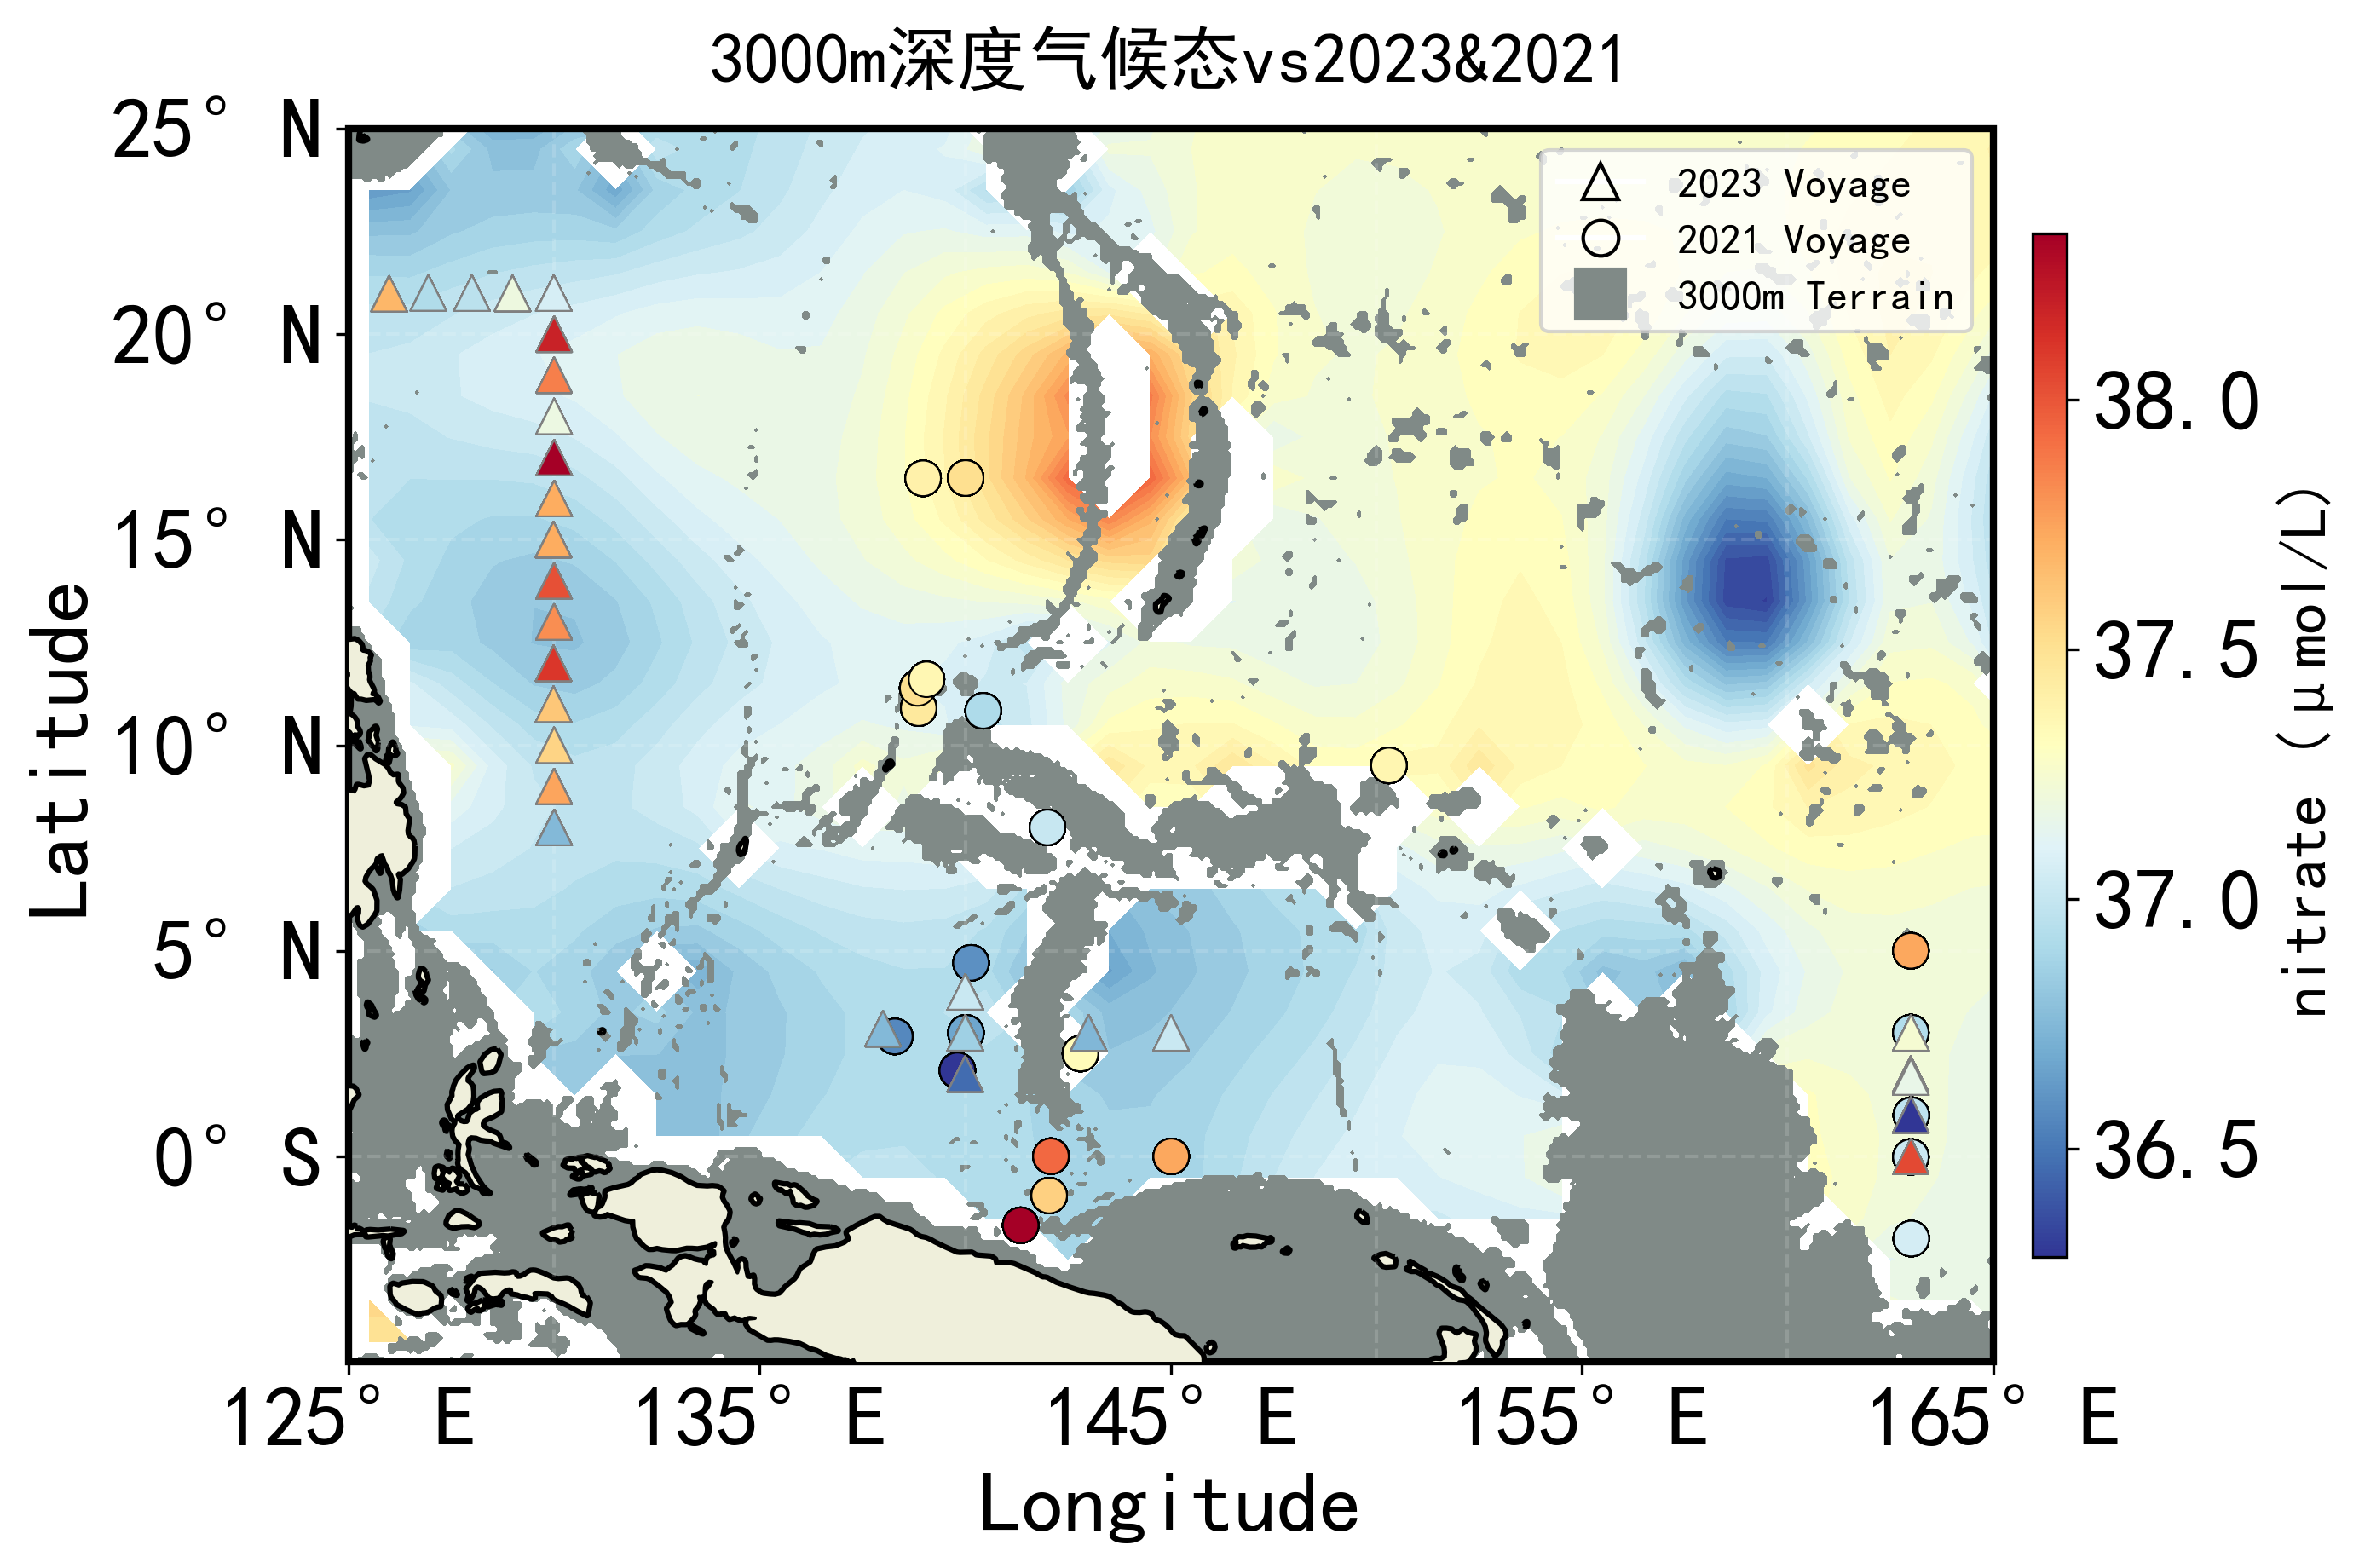 3000m深度气候态vs2023&2021
25° N
20° N
15° N
10° N
5° N
0° S
Latitude
2023 Voyage
2021 Voyage
3000m Terrain
125° E
135° E
145° E
155° E
165° E
Longitude
38.0
37.5
37.0
36.5
nitrate (μmol/L)